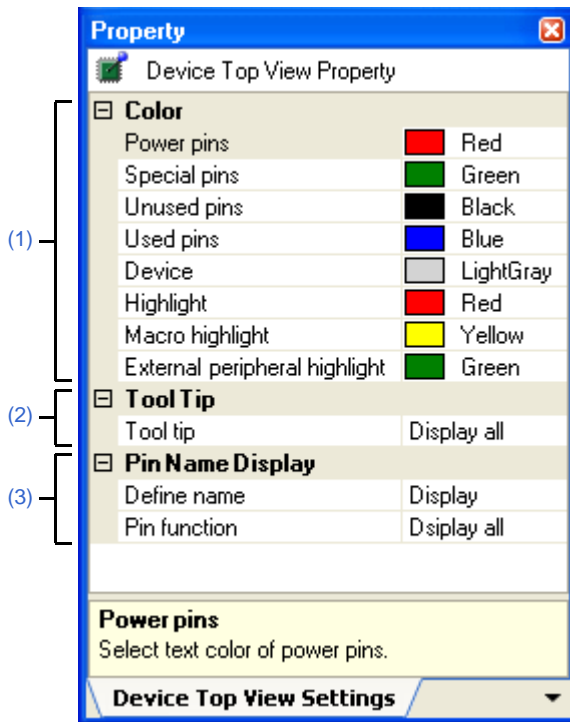 Property
Device Top View Property
(1)
Color
Power pins Red
Special pins Green
Unused pins Black
Used pins Blue
Device LightGray
Highlight Red
Macro highlight Yellow
External peripheral highlight Green
(2)
Tool Tip
Tool tip Display all
(3)
Pin Name Display
Define name Display
Pin function Dsiplay all
Power pins
Select text color of power pins.
Device Top View Settings